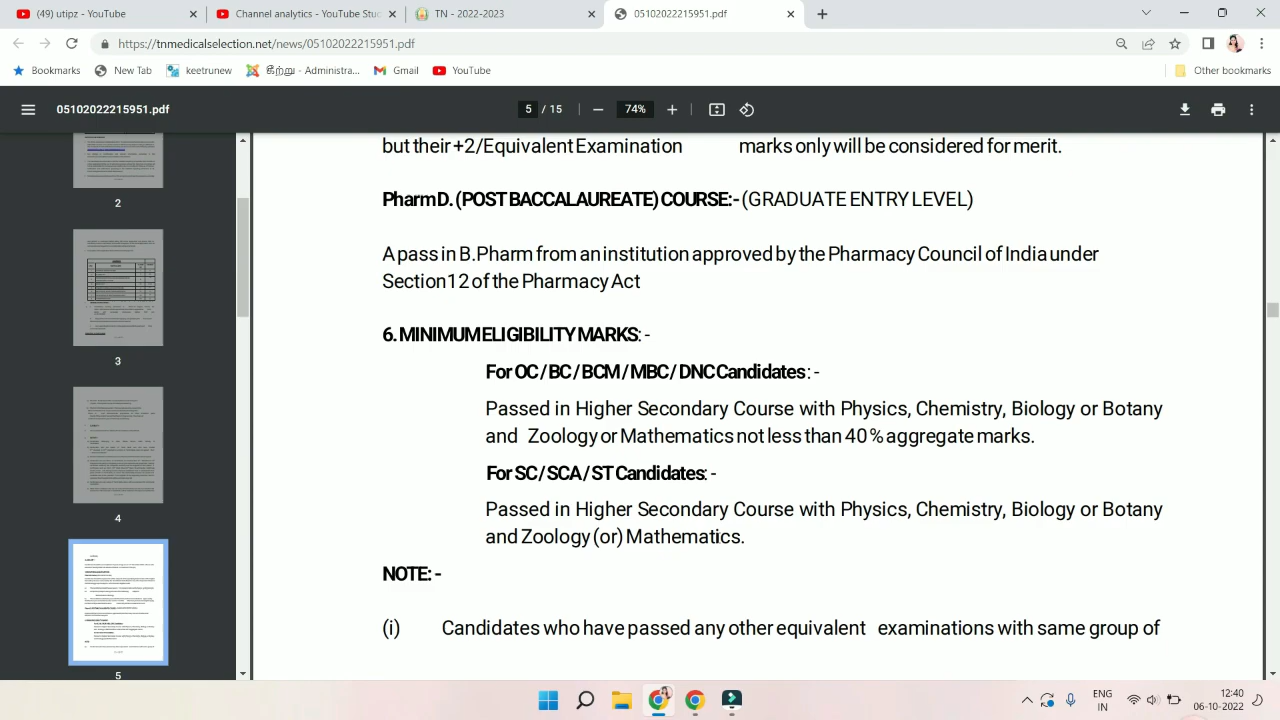 (49) utipz - YouTube
Channel analytics - YouTube Stu
TN - 2022-2023
05102022215951.pdf
https://tnmedicalselection.net/news/05102022215951.pdf
Bookmarks
New Tab
keetrunew
- Administra...
Gmail
YouTube
Other bookmarks
05102022215951.pdf
5 / 15
74%
but their +2/Equivalent Examination marks only will be considered for merit.
2
Pharm D. (POST BACCALAUREATE) COURSE:- (GRADUATE ENTRY LEVEL)
A pass in B.Pharm from an institution approved by the Pharmacy Council of India under
Section12 of the Pharmacy Act
6. MINIMUM ELIGIBILITY MARKS: -
3
For OC / BC / BCM / MBC / DNC Candidates: -
Passed in Higher Secondary Course with Physics, Chemistry, Biology or Botany
and Zoology or Mathematics not less than 40% aggregate marks.
For SC / SCA / ST Candidates: -
Passed in Higher Secondary Course with Physics, Chemistry, Biology or Botany
4
and Zoology (or) Mathematics.
NOTE: -
(i) Candidates who have passed any other equivalent examinations with same group of
5
ENG
IN
12:40
06-10-2022